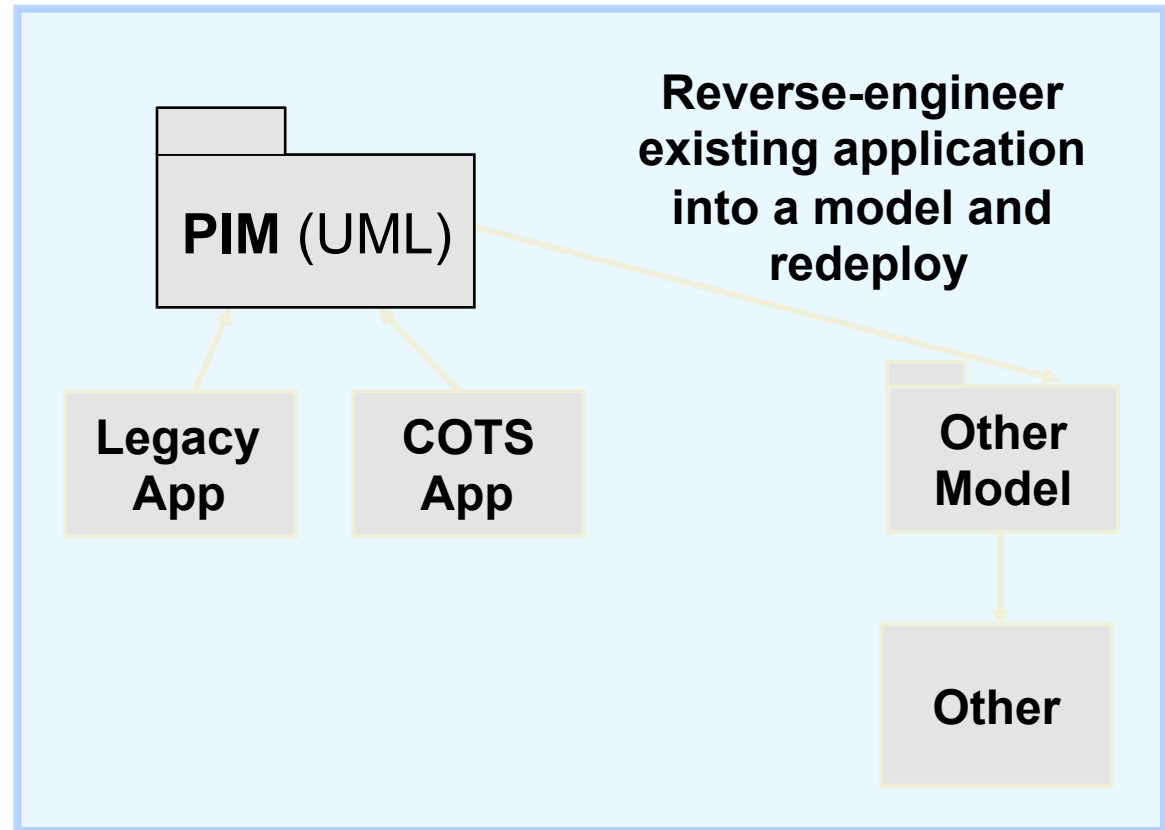 Reverse-engineer
existing application
into a model and
redeploy
PIM (UML)
Legacy
App
COTS
App
Other
Model
Other